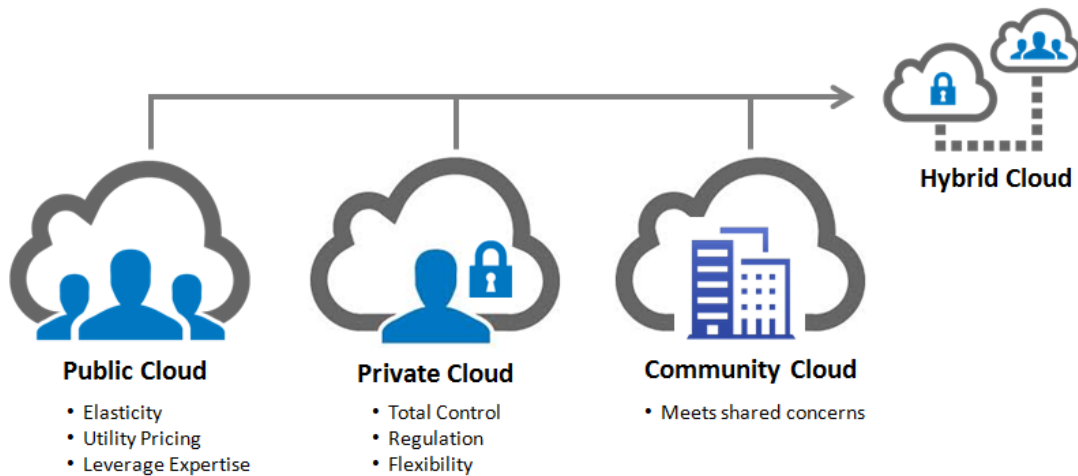 Hybrid Cloud
Public Cloud
• Elasticity
• Utility Pricing
• Leverage Expertise
Private Cloud
• Total Control
• Regulation
• Flexibility
Community Cloud
• Meets shared concerns